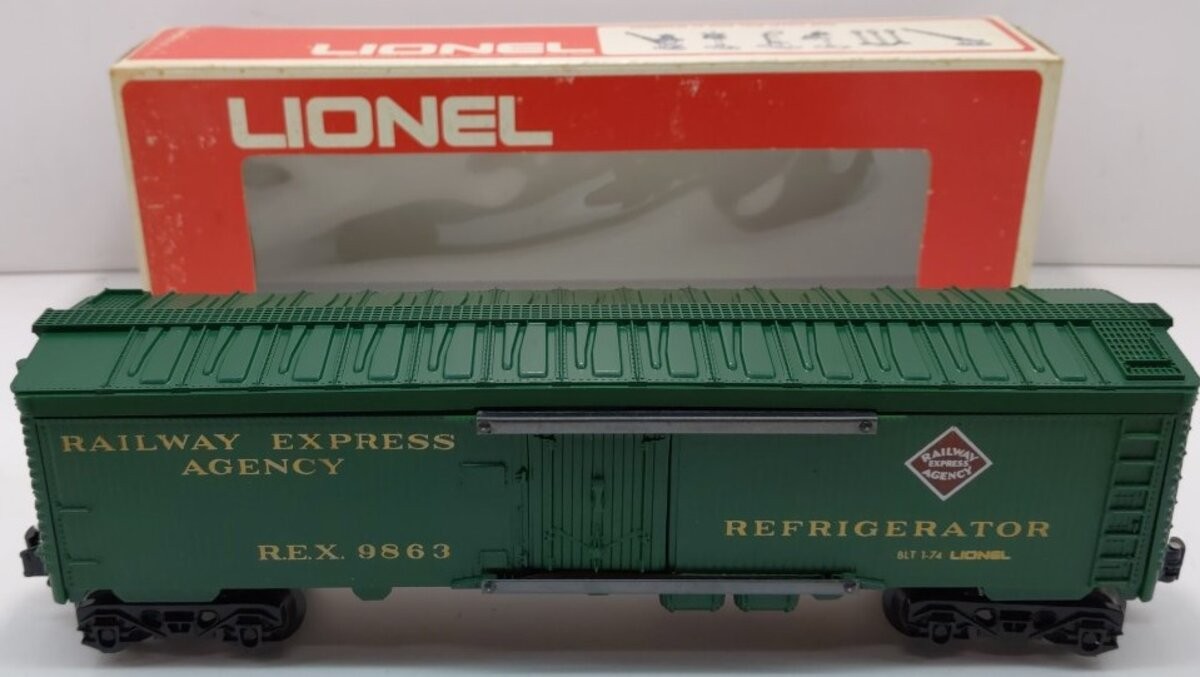 LIONEL
LIONEL
RAILWAY EXPRESS
AGENCY
R.E.X. 9863
RAILWAY
EXPRESS
AGENCY
REFRIGERATOR
BLT 1-74 LIONEL